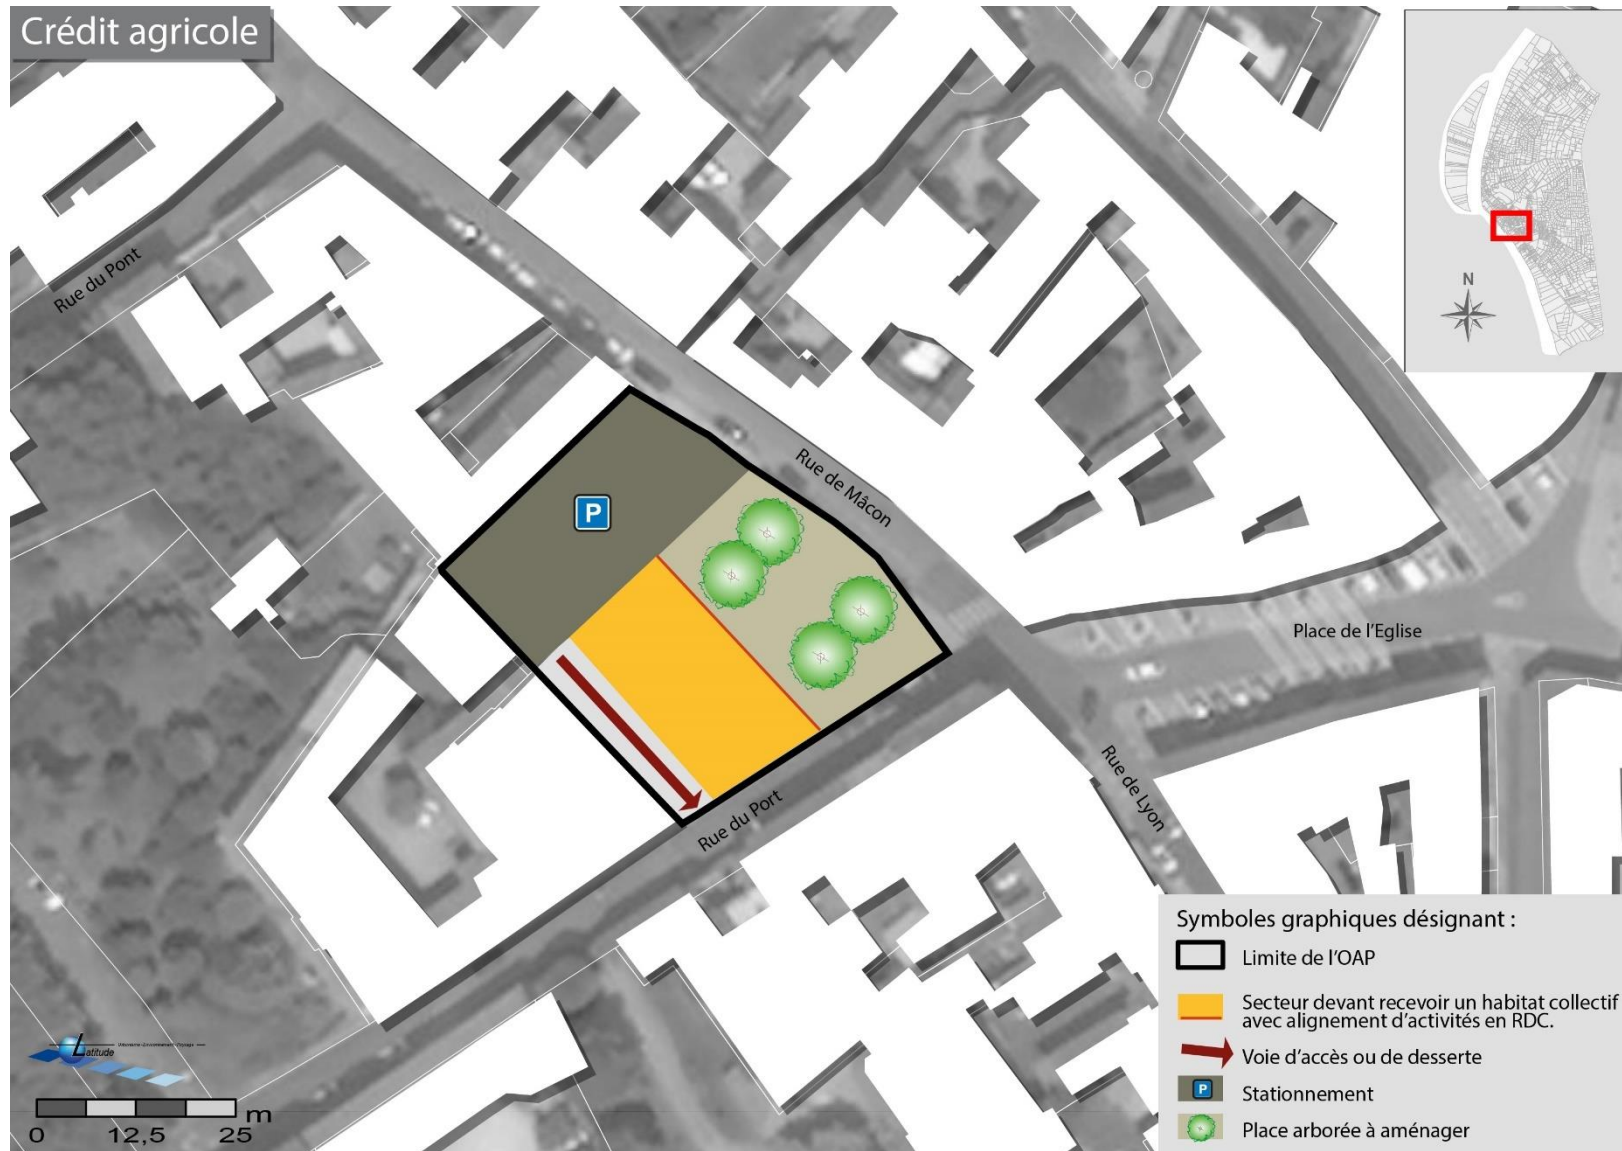 Crédit agricole
N
Rue du Pont
Rue de Mâcon
P
Place de l'Eglise
Rue de Lyon
Rue du Port
Symboles graphiques désignant :
Limite de l'OAP
Secteur devant recevoir un habitat collectif
avec alignement d'activités en RDC.
Voie d'accès ou de desserte
P
Stationnement
Place arborée à aménager
Latitude
m
0 12,5 25